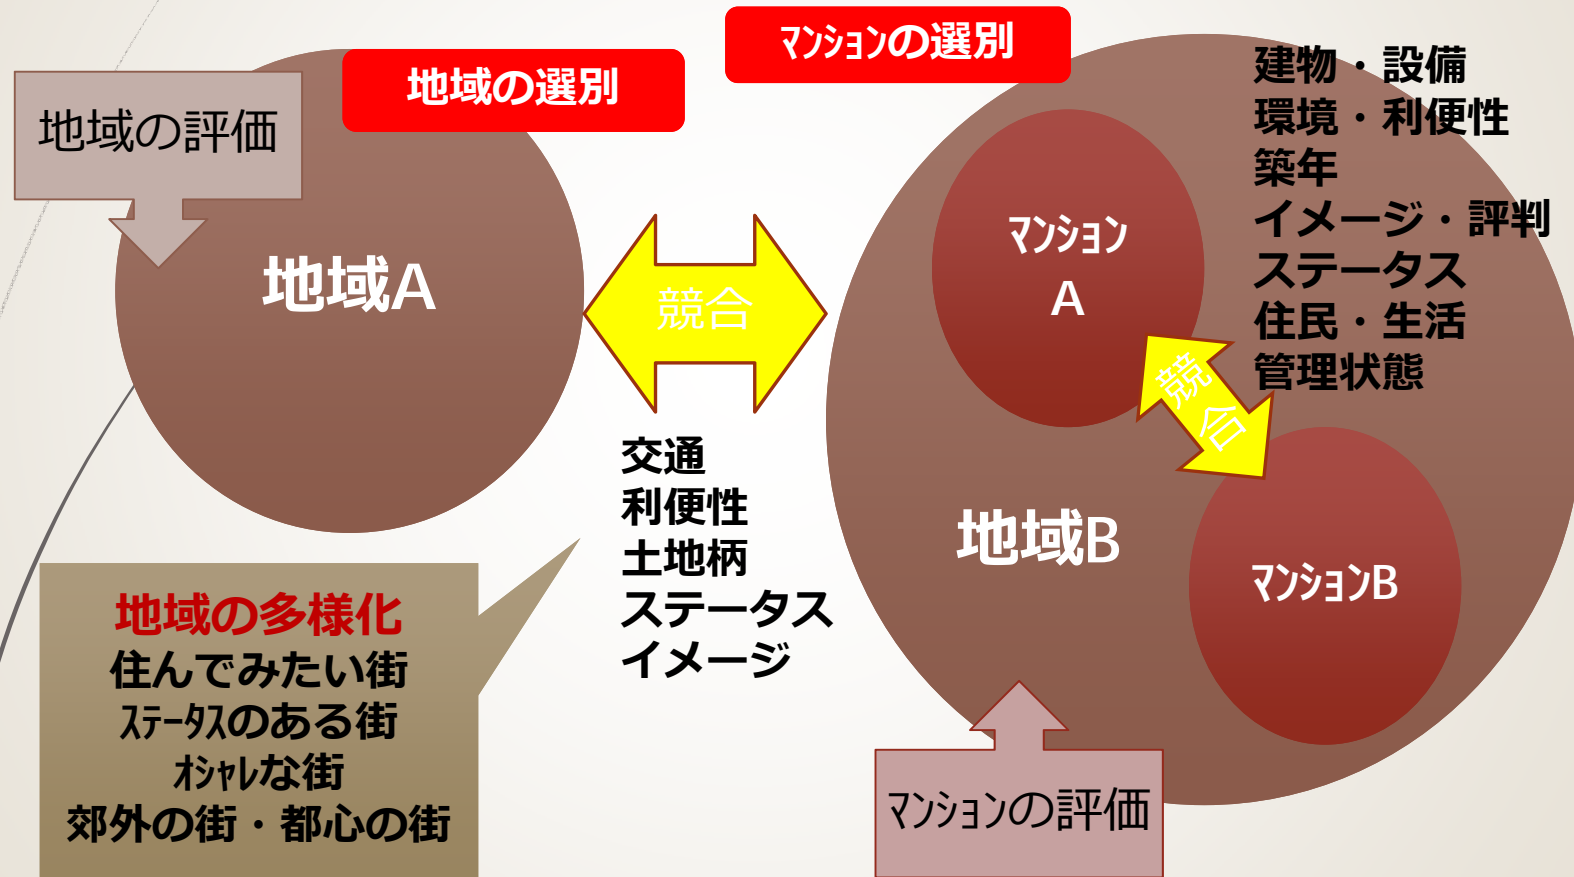 マンションの選別
地域の選別
地域の評価
地域A
競合
交通
利便性
土地柄
ステータス
イメージ
地域の多様化
住んでみたい街
ｽﾃｰﾀｽのある街
ｵｼｬﾚな街
郊外の街・都心の街
建物・設備
環境・利便性
築年
イメージ・評判
ステータス
住民・生活
管理状態
ﾏﾝｼｮﾝ
A
競
合
地域B
ﾏﾝｼｮﾝB
ﾏﾝｼｮﾝの評価